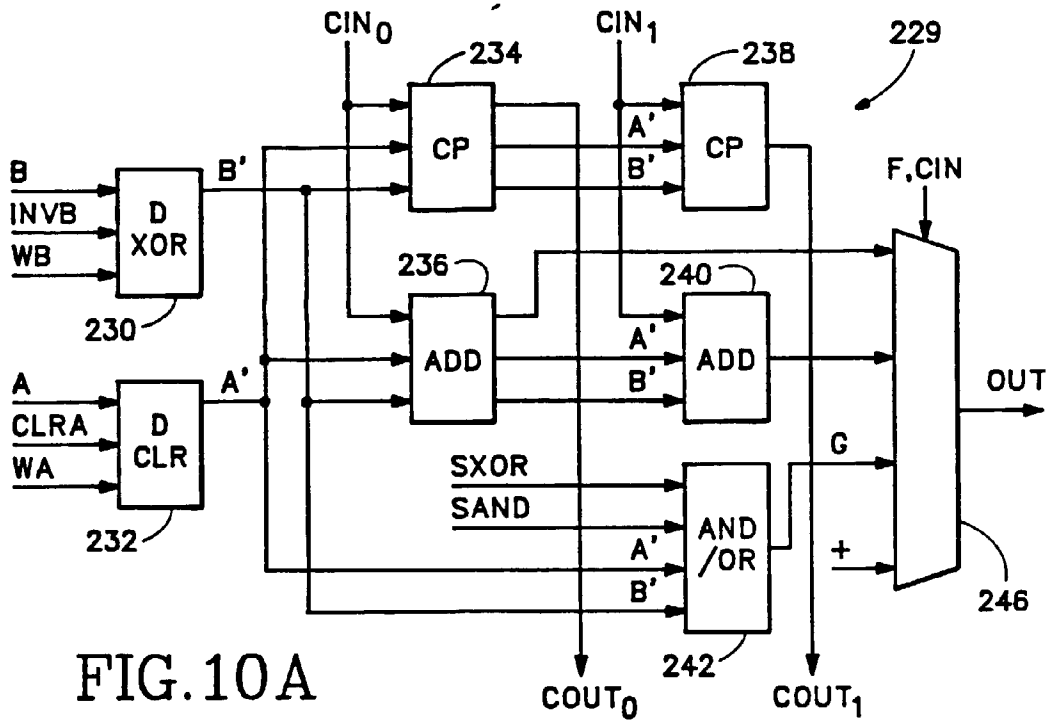 CIN0
CIN1
234
238
229
CP
A'
B'
CP
F,CIN
B
INVB
WB
D
XOR
B'
230
236
240
ADD
A'
B'
ADD
A
CLRA
WA
D
CLR
A'
232
OUT
SXOR
SAND
A'
B'
AND
/OR
G
+
242
246
FIG.10A
COUT0
COUT1